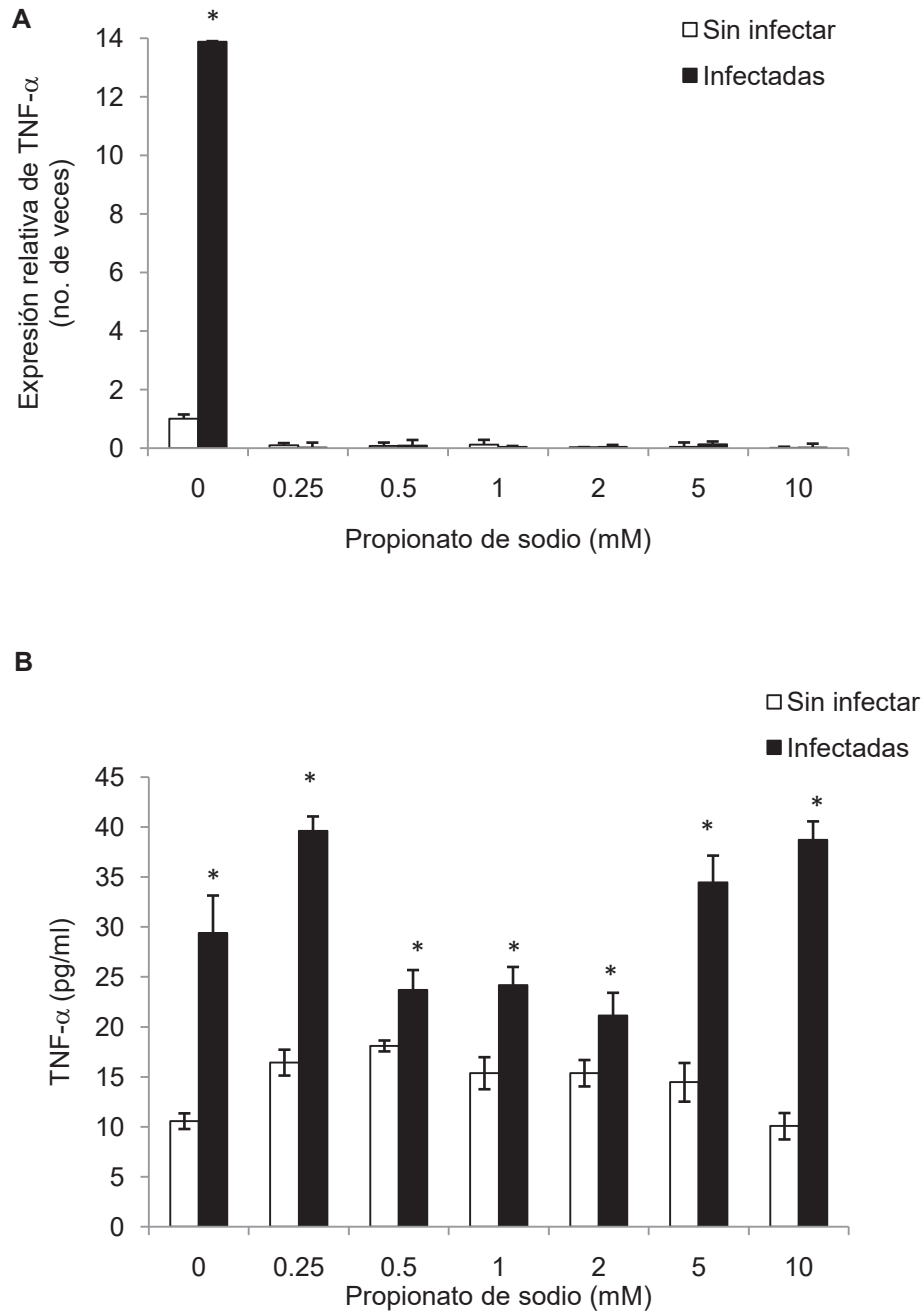 A
*
Sin infectar
Infectadas
Expresión relativa de TNF-α
(no. de veces)
14
12
10
8
6
4
2
0
0 0.25 0.5 1 2 5 10
Propionato de sodio (mM)
B
Sin infectar
Infectadas
TNF-α (pg/ml)
45
40
35
30
25
20
15
10
5
0
* * * * * * *
0 0.25 0.5 1 2 5 10
Propionato de sodio (mM)